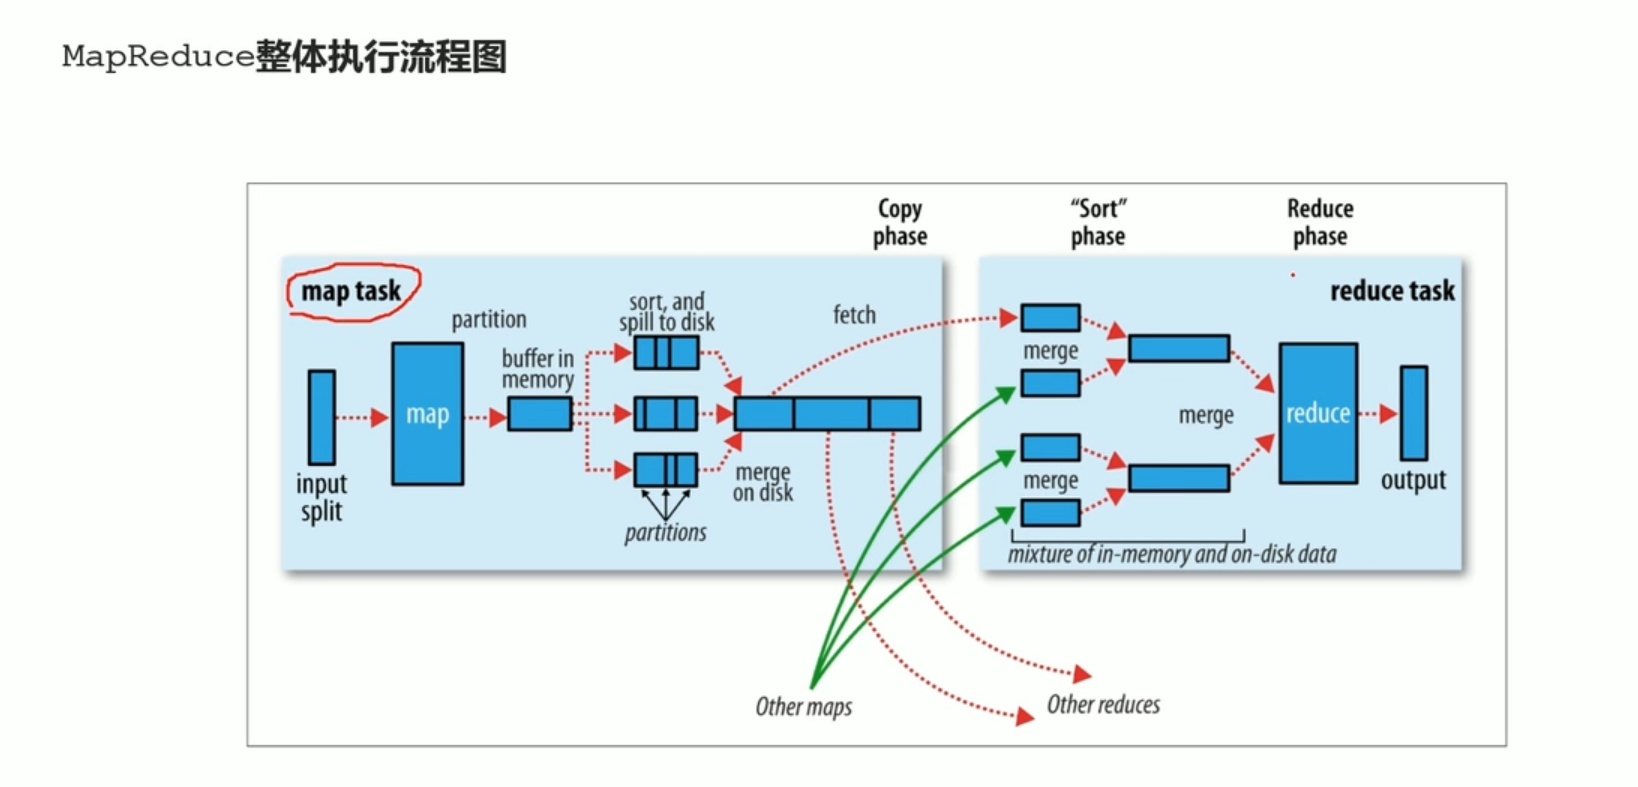 MapReduce整体执行流程图
Copy
phase
“Sort”
phase
Reduce
phase
map task
reduce task
partition
sort, and
spill to disk
fetch
buffer in
memory
merge
map
merge
reduce
input
split
merge
on disk
merge
output
partitions
mixture of in-memory and on-disk data
Other maps
Other reduces